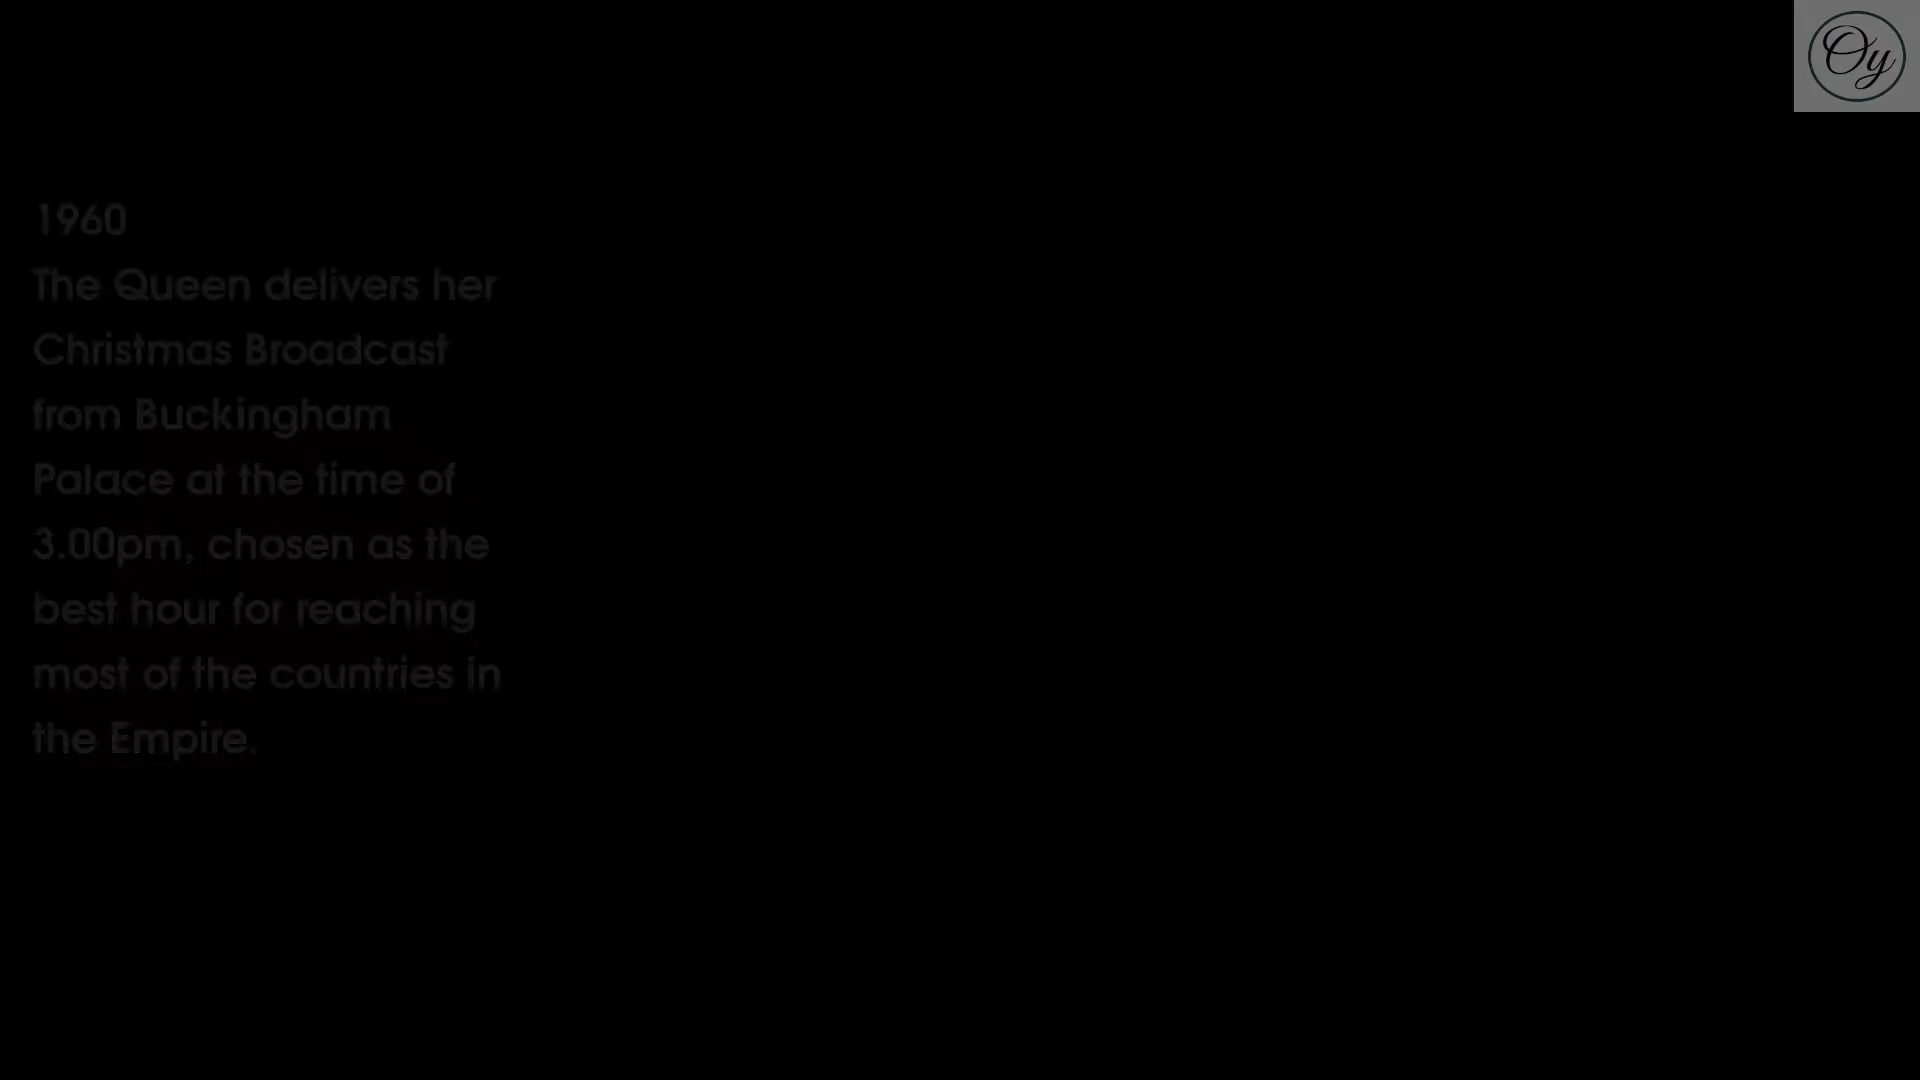 Oy
1960
The Queen delivers her
Christmas Broadcast
from Buckingham
Palace at the time of
3.00pm, chosen as the
best hour for reaching
most of the countries in
the Empire.